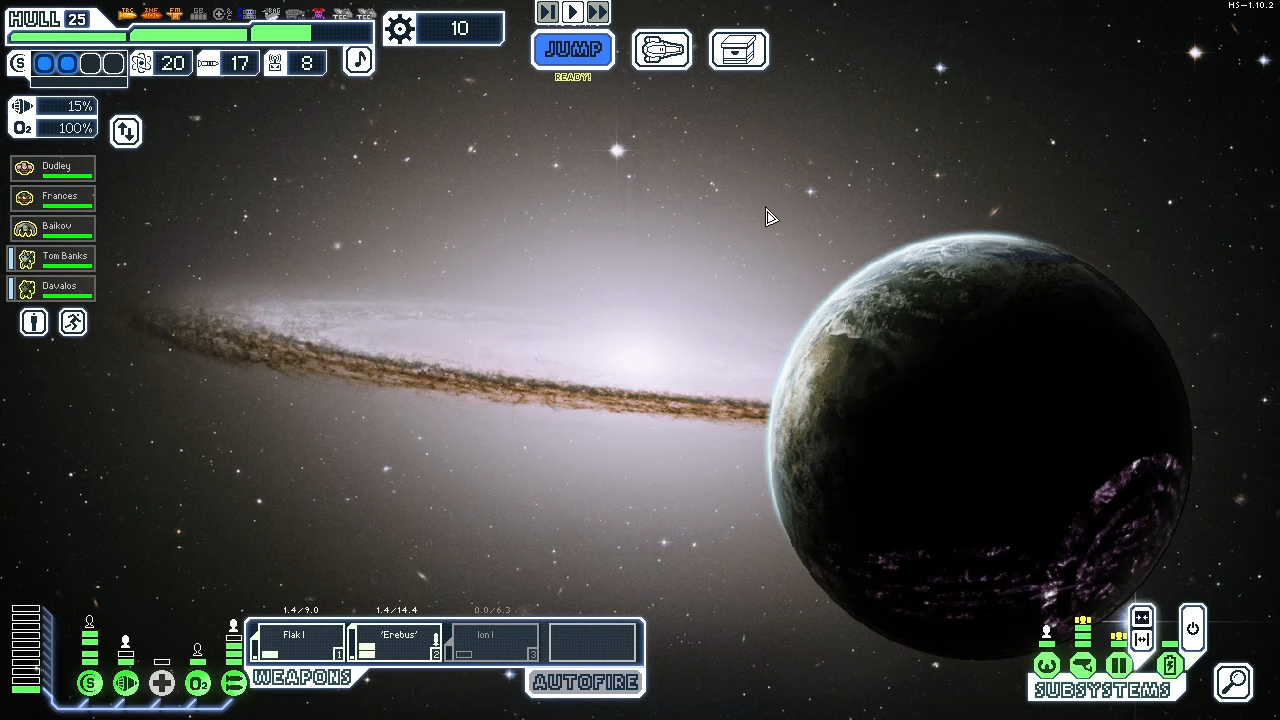 HS-1.10.2
HULL 25
10
JUMP
READY!
S 20 17 8
15%
O2 100%
Dudley
Frances
Baikov
Tom Banks
Davalos
1.4/9.0 1.4/14.4 0.0/6.3
Flak I 1 'Erebus' 2 Ion I 3
S O2
WEAPONS
AUTOFIRE
SUBSYSTEMS